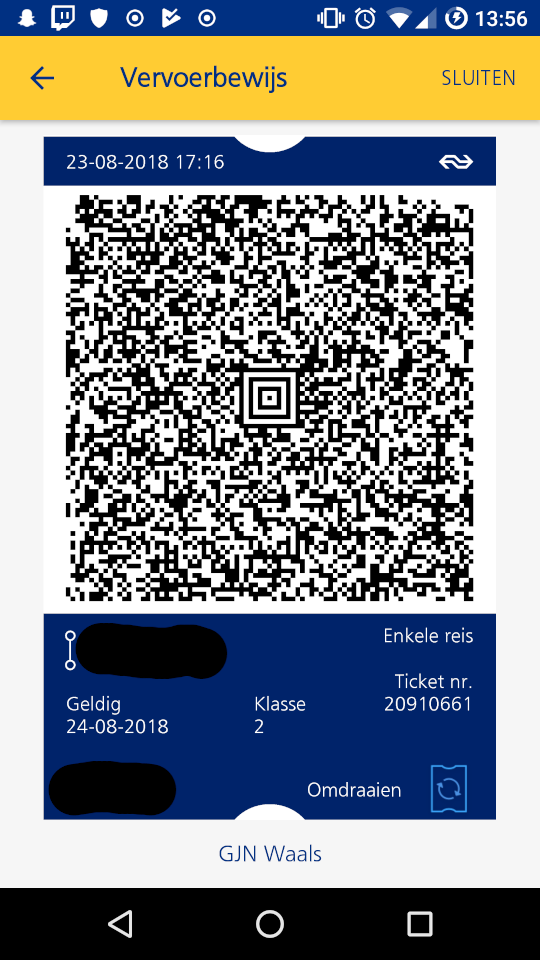 13:56
Vervoerbewijs
SLUITEN
23-08-2018 17:16
Enkele reis
Ticket nr.
20910661
Geldig
24-08-2018
Klasse
2
Omdraaien
GJN Waals